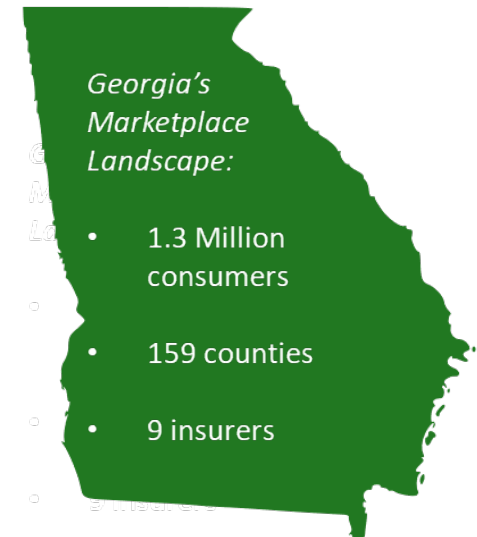 Georgia’s
Marketplace
Landscape:
• 1.3 Million
consumers
• 159 counties
• 9 insurers